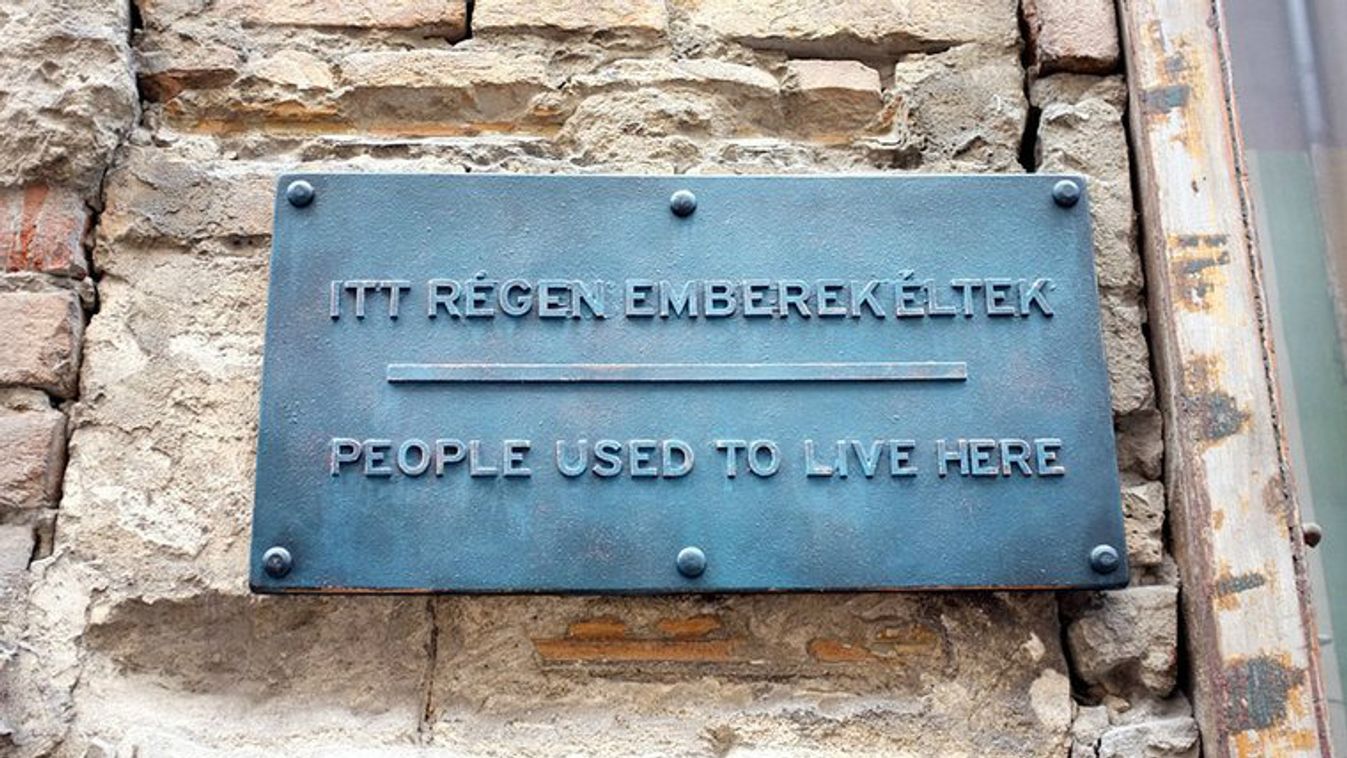 ITT RÉGEN EMBEREK ÉLTEK
PEOPLE USED TO LIVE HERE